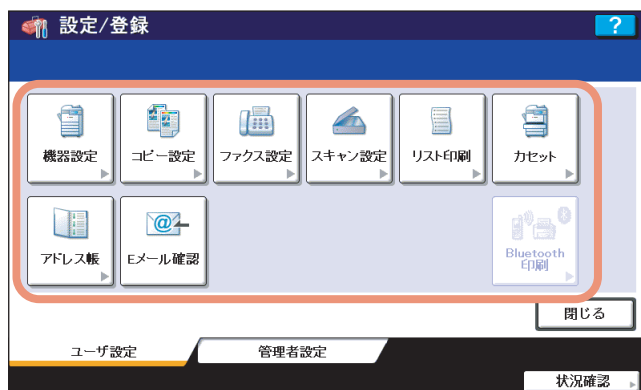 設定/登録
?
機器設定
コピー設定
ファクス設定
スキャン設定
リスト印刷
カセット
アドレス帳
@
Eメール確認
Bluetooth
印刷
閉じる
ユーザ設定
管理者設定
状況確認